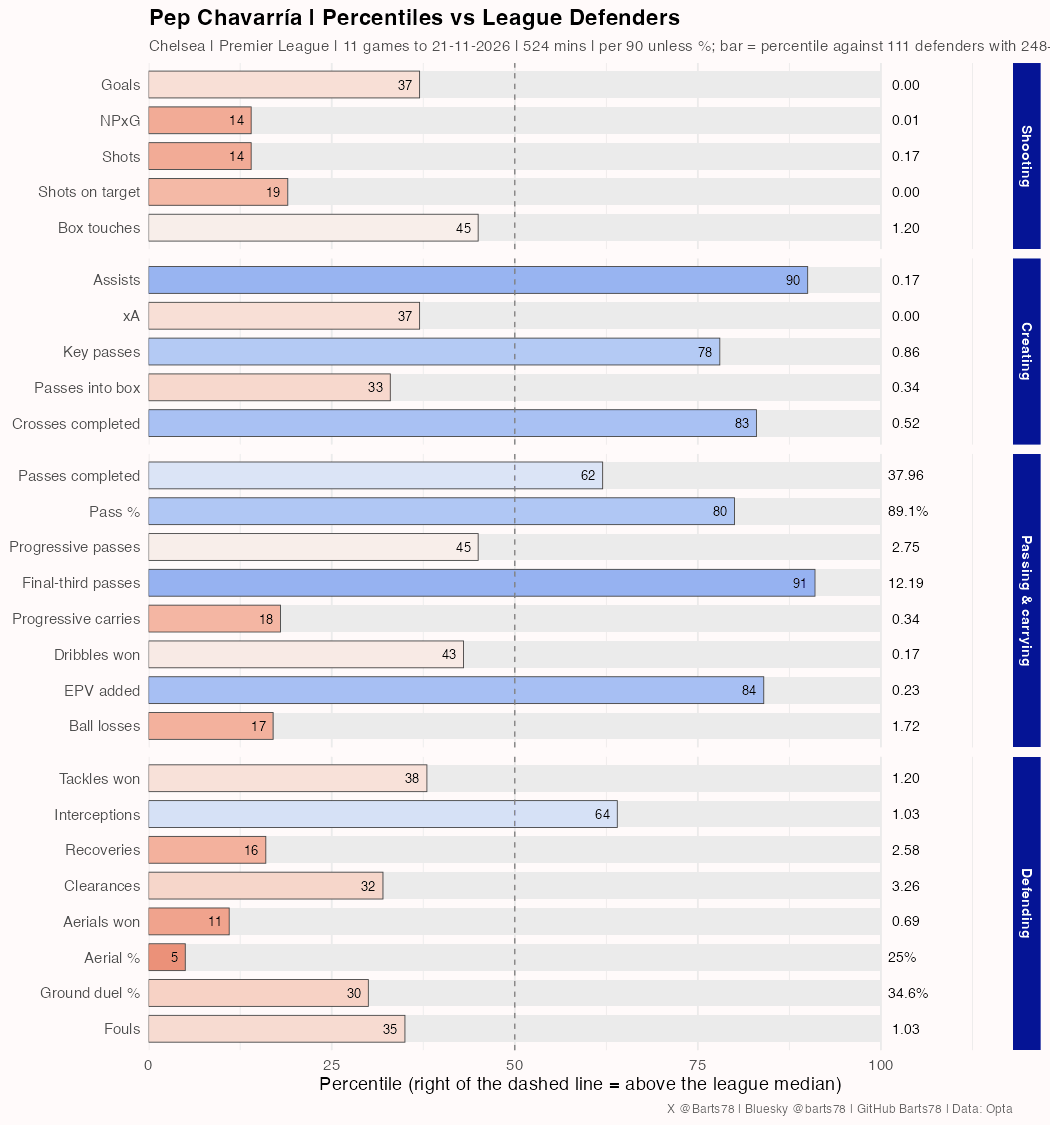 Pep Chavarría | Percentiles vs League Defenders
Chelsea | Premier League | 11 games to 21-11-2026 | 524 mins | per 90 unless %; bar = percentile against 111 defenders with 248-
Goals 37 0.00
NPxG 14 0.01
Shots 14 0.17
Shots on target 19 0.00
Box touches 45 1.20
Shooting
Assists 90 0.17
xA 37 0.00
Key passes 78 0.86
Passes into box 33 0.34
Crosses completed 83 0.52
Creating
Passes completed 62 37.96
Pass % 80 89.1%
Progressive passes 45 2.75
Final-third passes 91 12.19
Progressive carries 18 0.34
Dribbles won 43 0.17
EPV added 84 0.23
Ball losses 17 1.72
Passing & carrying
Tackles won 38 1.20
Interceptions 64 1.03
Recoveries 16 2.58
Clearances 32 3.26
Aerials won 11 0.69
Aerial % 5 25%
Ground duel % 30 34.6%
Fouls 35 1.03
Defending
0 25 50 75 100
Percentile (right of the dashed line = above the league median)
X @Barts78 | Bluesky @barts78 | GitHub Barts78 | Data: Opta